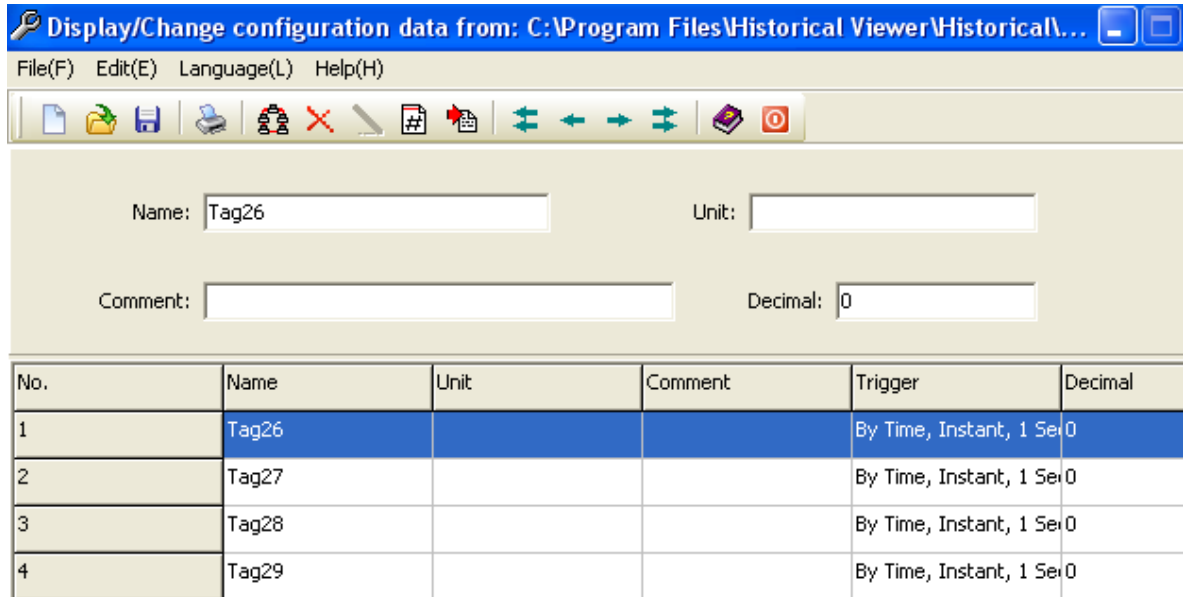 Display/Change configuration data from: C:\Program Files\Historical Viewer\Historical\...
File(F) Edit(E) Language(L) Help(H)
Name: Tag26 Unit:
Comment: Decimal: 0
No. Name Unit Comment Trigger Decimal
1 Tag26 By Time, Instant, 1 Se 0
2 Tag27 By Time, Instant, 1 Se 0
3 Tag28 By Time, Instant, 1 Se 0
4 Tag29 By Time, Instant, 1 Se 0